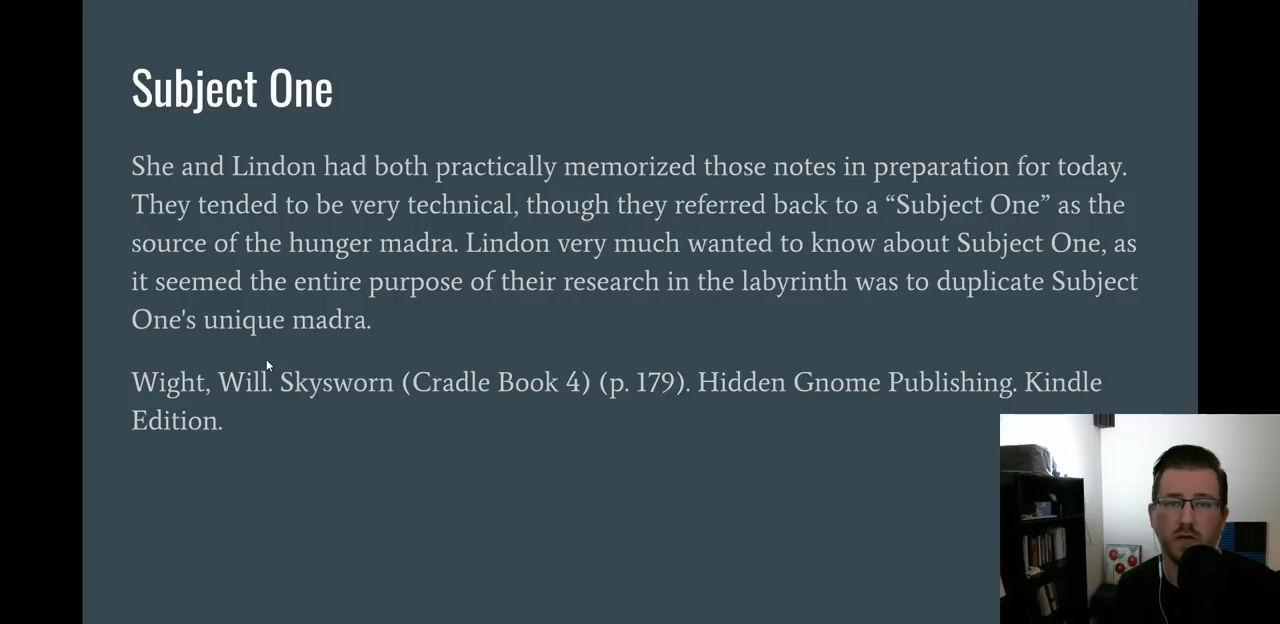 Subject One
She and Lindon had both practically memorized those notes in preparation for today.
They tended to be very technical, though they referred back to a “Subject One” as the
source of the hunger madra. Lindon very much wanted to know about Subject One, as
it seemed the entire purpose of their research in the labyrinth was to duplicate Subject
One's unique madra.
Wight, Will. Skysworn (Cradle Book 4) (p. 179). Hidden Gnome Publishing. Kindle
Edition.